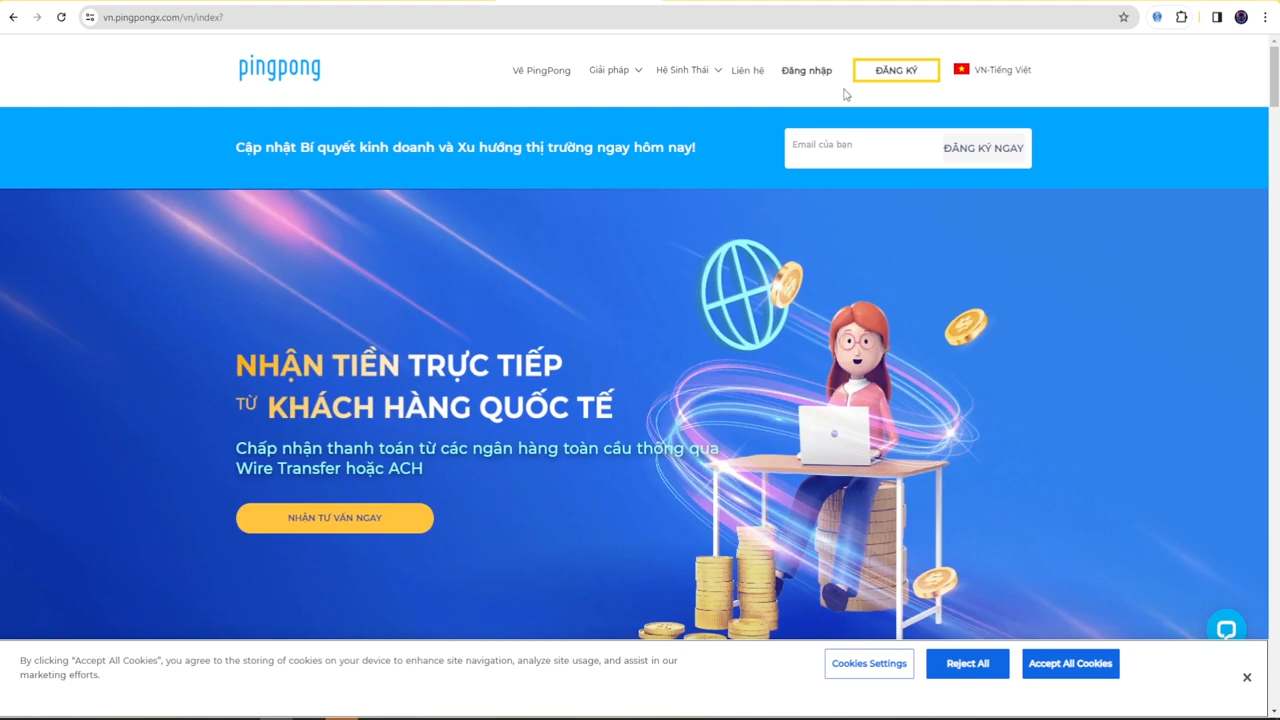 vn.pingpongx.com/vn/index?
pingpong
Về PingPong
Giải pháp
Hệ Sinh Thái
Liên hệ
Đăng nhập
ĐĂNG KÝ
VN-Tiếng Việt
Cập nhật Bí quyết kinh doanh và Xu hướng thị trường ngay hôm nay!
Email của bạn
ĐĂNG KÝ NGAY
NHẬN TIỀN TRỰC TIẾP
TỪ KHÁCH HÀNG QUỐC TẾ
Chấp nhận thanh toán từ các ngân hàng toàn cầu thông qua
Wire Transfer hoặc ACH
NHẬN TƯ VẤN NGAY
By clicking “Accept All Cookies”, you agree to the storing of cookies on your device to enhance site navigation, analyze site usage, and assist in our
marketing efforts.
Cookies Settings
Reject All
Accept All Cookies